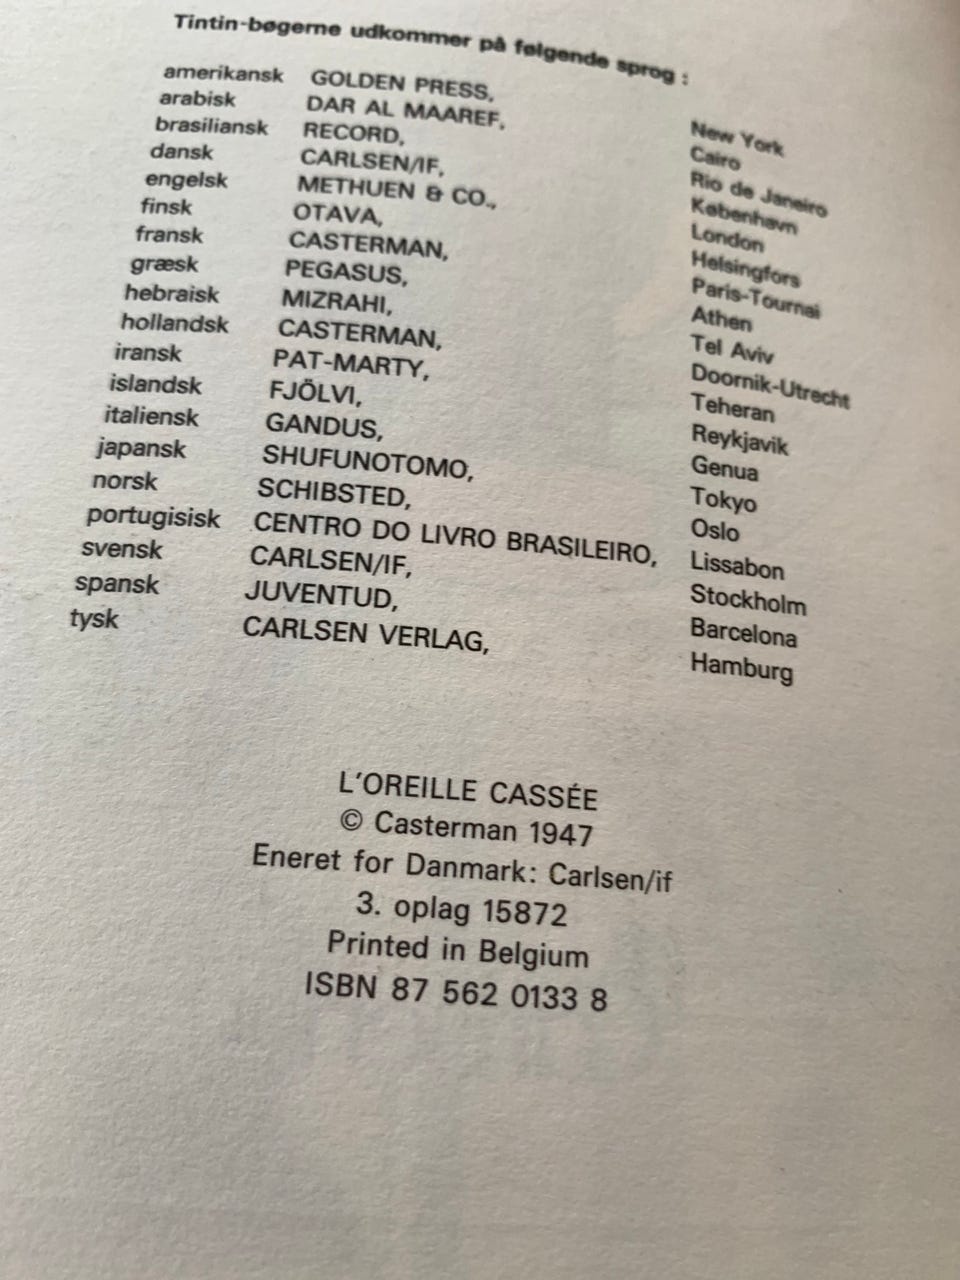 Tintin-bøgerne udkommer på følgende sprog :
amerikansk GOLDEN PRESS, New York
arabisk DAR AL MAAREF, Cairo
brasiliansk RECORD, Rio de Janeiro
dansk CARLSEN/IF, København
engelsk METHUEN & CO., London
finsk OTAVA, Helsingfors
fransk CASTERMAN, Paris-Tournai
græsk PEGASUS, Athen
hebraisk MIZRAHI, Tel Aviv
hollandsk CASTERMAN, Doornik-Utrecht
iransk PAT-MARTY, Teheran
islandsk FJÖLVI, Reykjavik
italiensk GANDUS, Genua
japansk SHUFUNOTOMO, Tokyo
norsk SCHIBSTED, Oslo
portugisisk CENTRO DO LIVRO BRASILEIRO, Lissabon
svensk CARLSEN/IF, Stockholm
spansk JUVENTUD, Barcelona
tysk CARLSEN VERLAG, Hamburg
L'OREILLE CASSÉE
© Casterman 1947
Eneret for Danmark: Carlsen/if
3. oplag 15872
Printed in Belgium
ISBN 87 562 0133 8